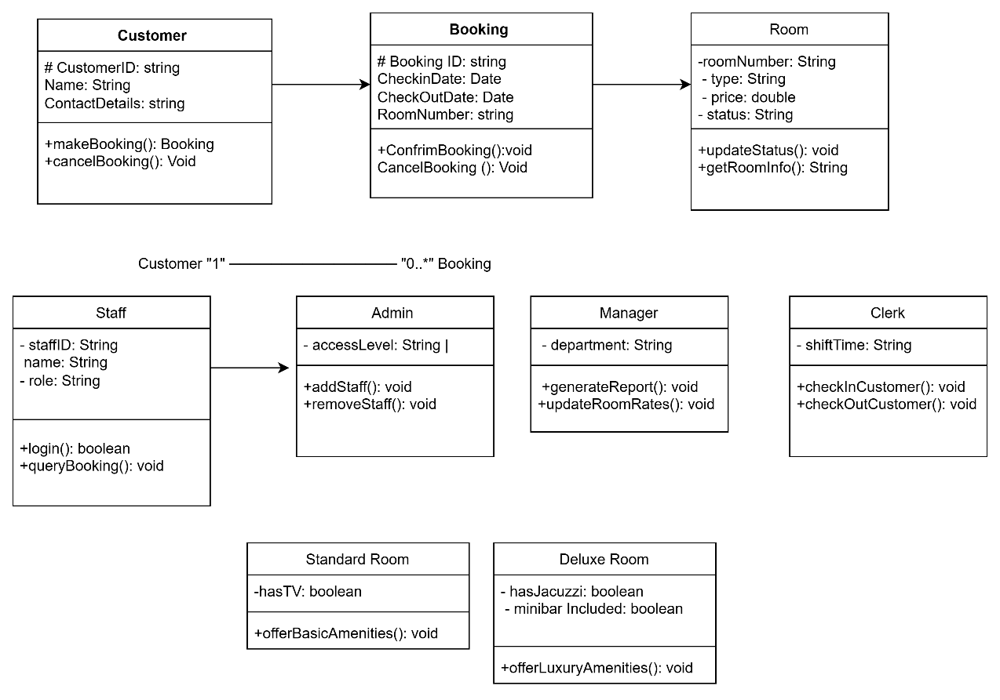 Customer
# CustomerID: string
Name: String
ContactDetails: string
+makeBooking(): Booking
+cancelBooking(): Void
Booking
# Booking ID: string
CheckinDate: Date
CheckOutDate: Date
RoomNumber: string
+ConfrimBooking():void
CancelBooking (): Void
Room
-roomNumber: String
- type: String
- price: double
- status: String
+updateStatus(): void
+getRoomInfo(): String
Customer "1" "0..*" Booking
Staff
- staffID: String
name: String
- role: String
+login(): boolean
+queryBooking(): void
Admin
- accessLevel: String |
+addStaff(): void
+removeStaff(): void
Manager
- department: String
+generateReport(): void
+updateRoomRates(): void
Clerk
- shiftTime: String
+checkInCustomer(): void
+checkOutCustomer(): void
Standard Room
-hasTV: boolean
+offerBasicAmenities(): void
Deluxe Room
- hasJacuzzi: boolean
- minibar Included: boolean
+offerLuxuryAmenities(): void